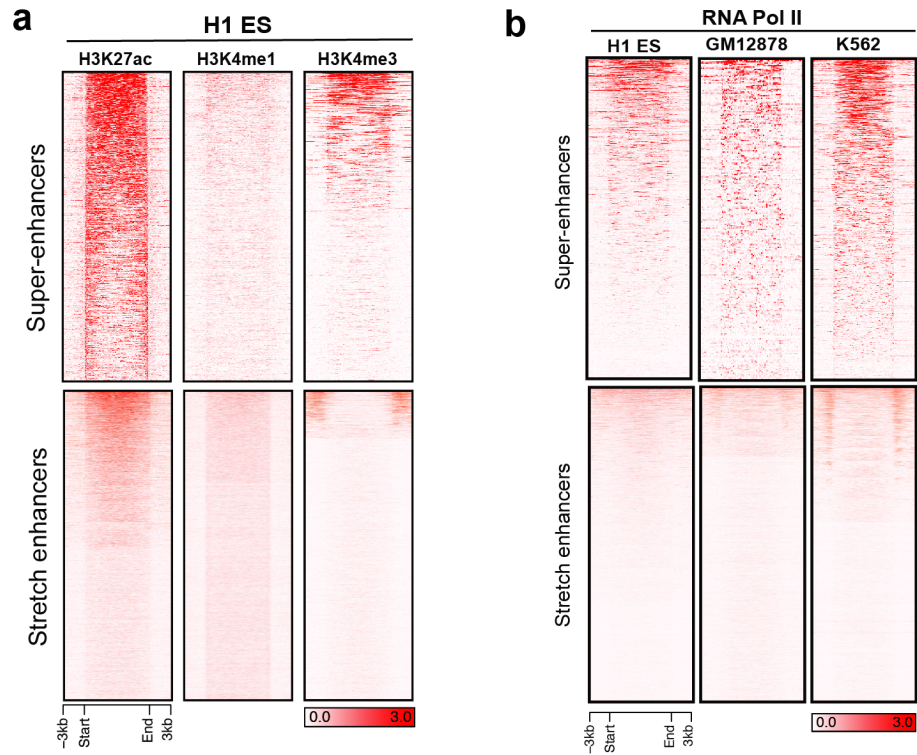 a
H1 ES
H3K27ac H3K4me1 H3K4me3
Super-enhancers
Stretch enhancers
−3kb Start End 3kb
0.0 3.0
b
RNA Pol II
H1 ES GM12878 K562
Super-enhancers
Stretch enhancers
−3kb Start End 3kb
0.0 3.0